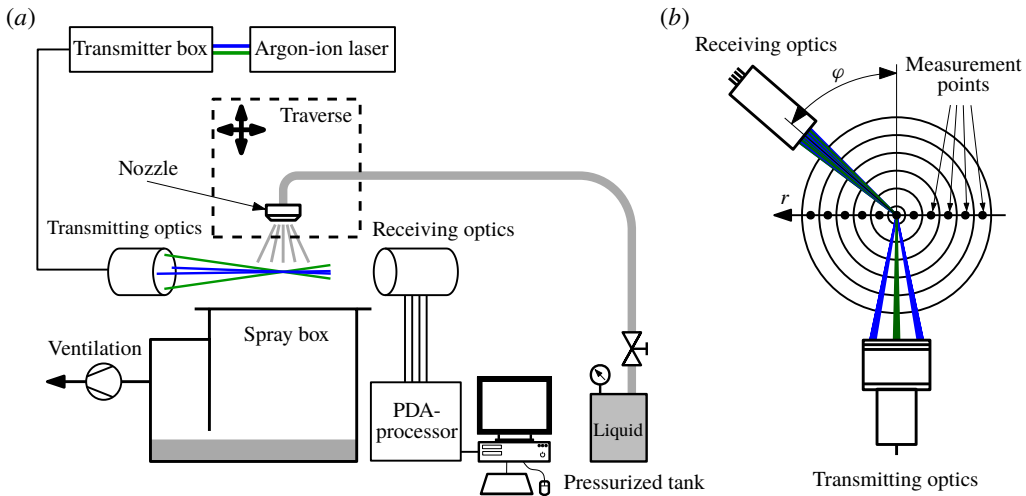 (a)
Transmitter box
Argon-ion laser
Traverse
Nozzle
Transmitting optics
Receiving optics
Spray box
Ventilation
PDA-
processor
Liquid
Pressurized tank
(b)
Receiving optics
φ
Measurement
points
r
Transmitting optics